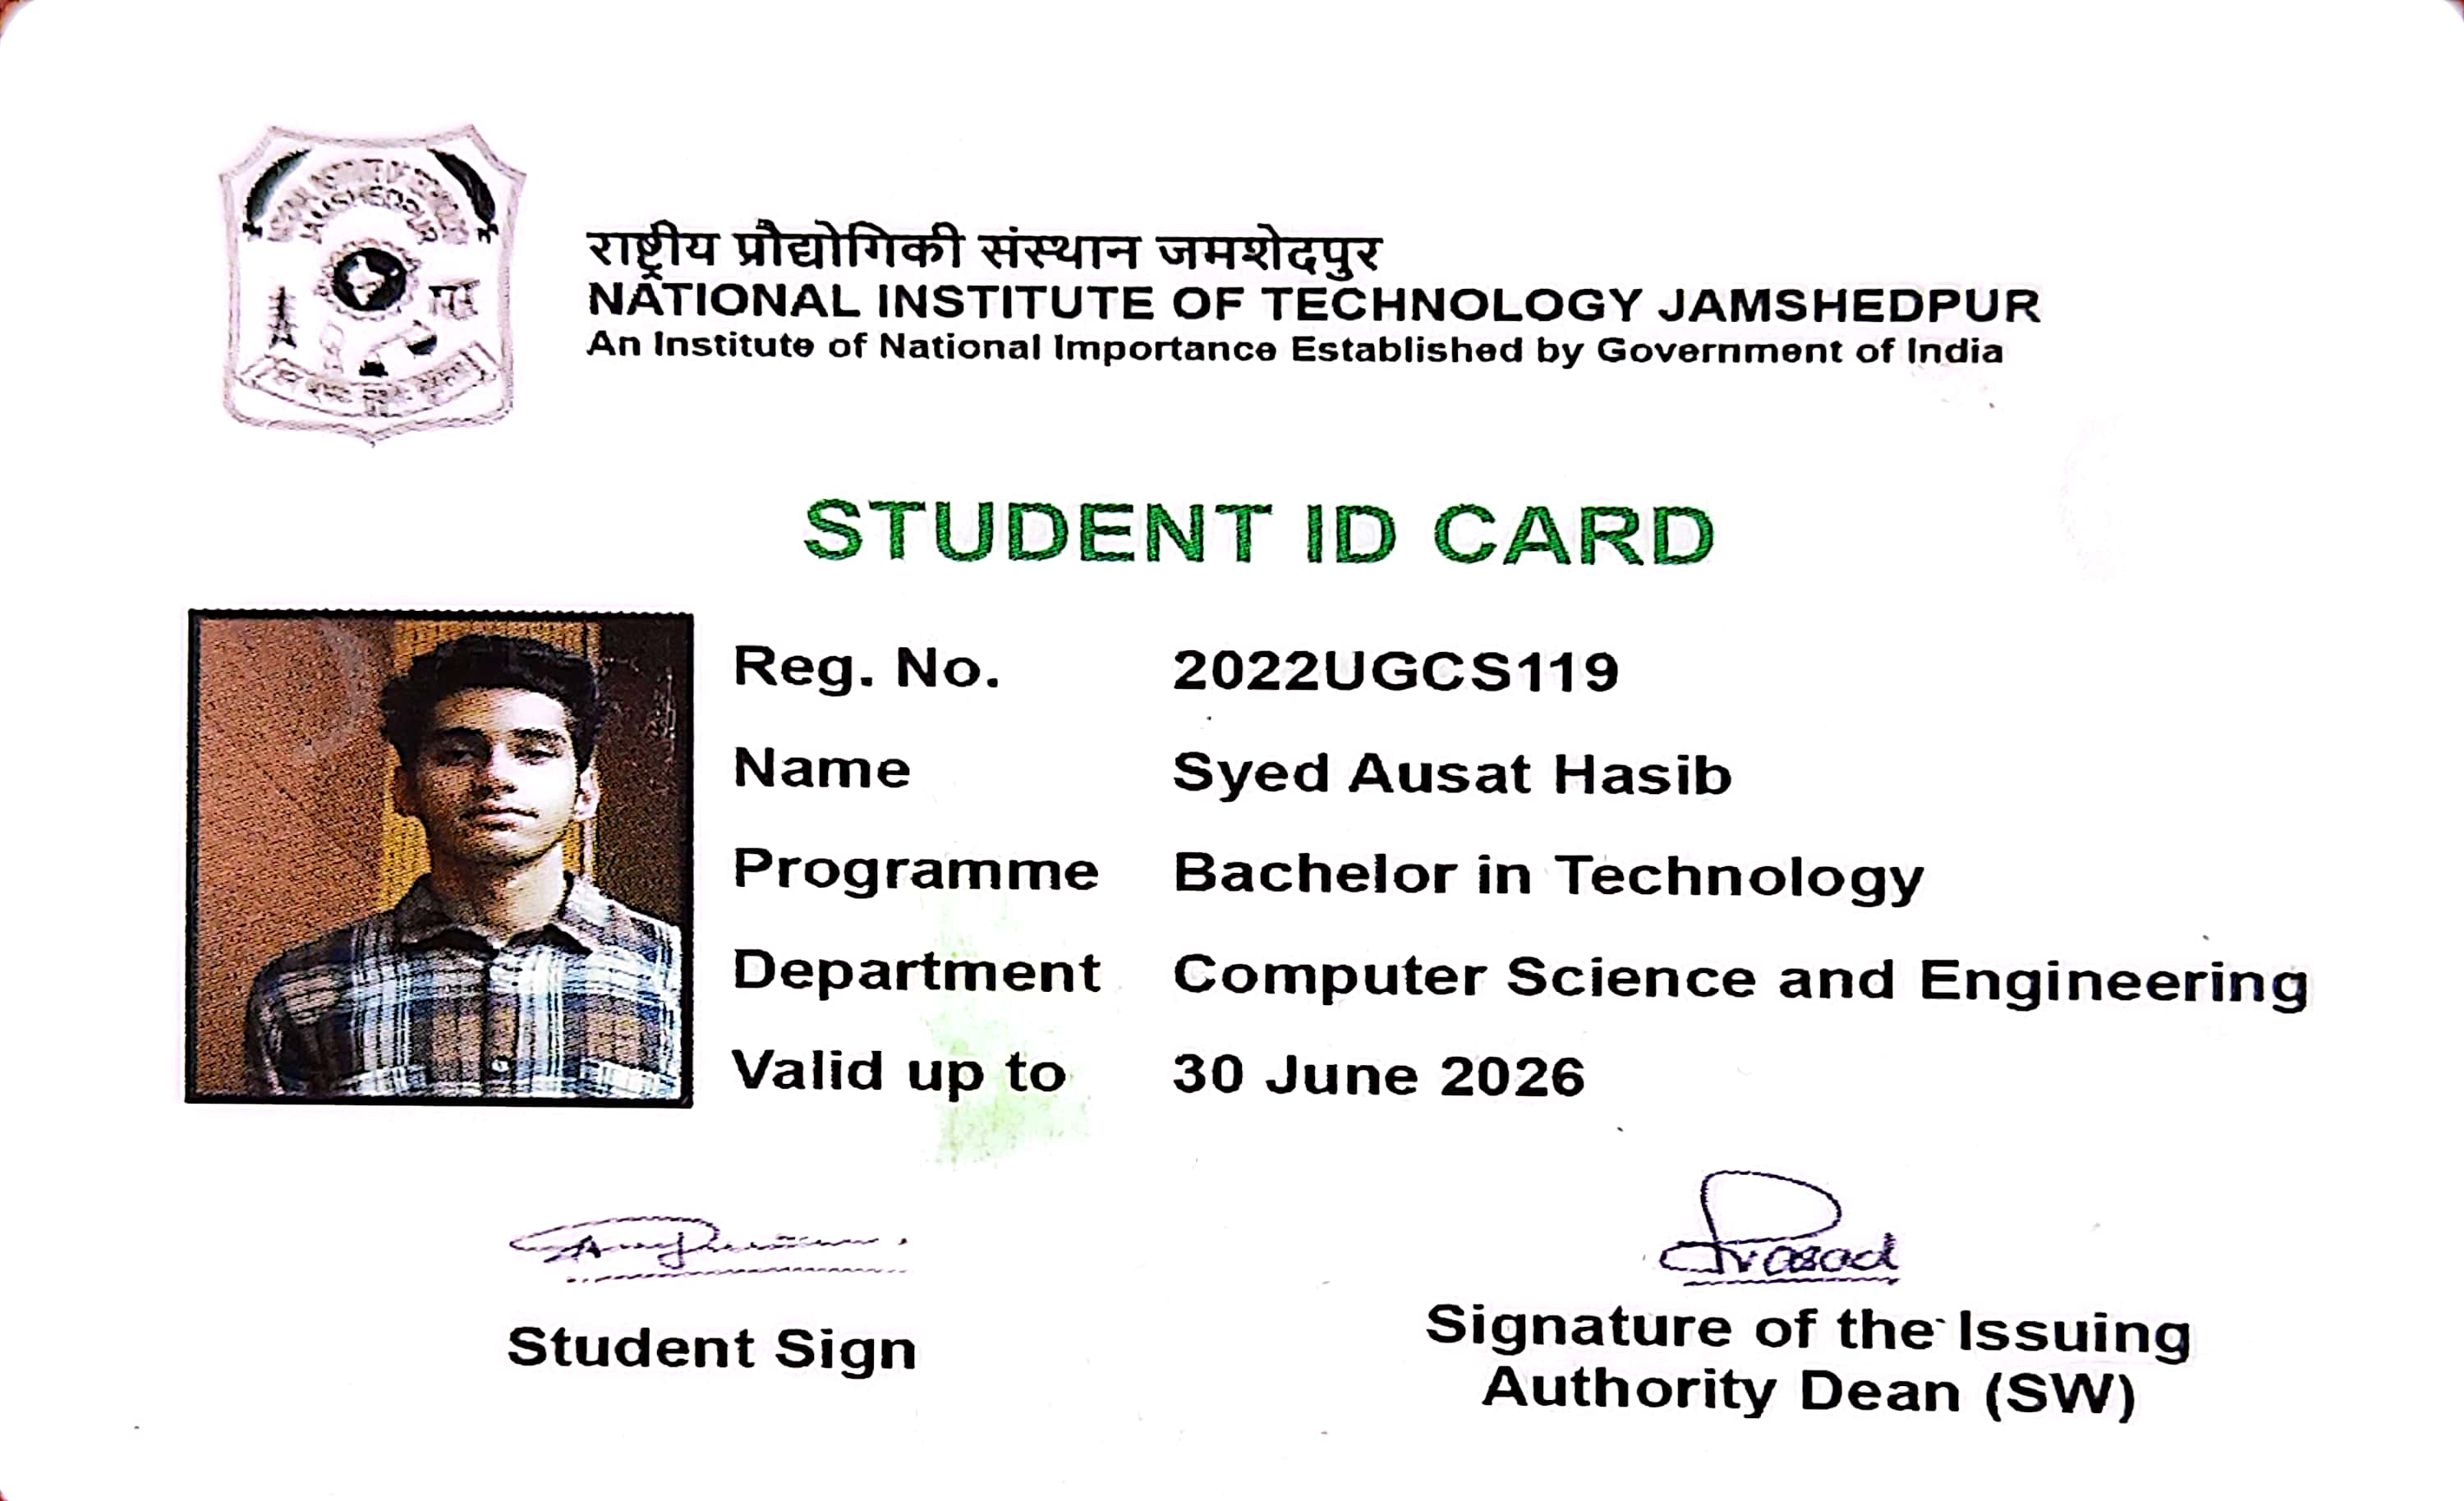 राष्ट्रीय प्रौद्योगिकी संस्थान जमशेदपुर
NATIONAL INSTITUTE OF TECHNOLOGY JAMSHEDPUR
An Institute of National Importance Established by Government of India
STUDENT ID CARD
Reg. No. 2022UGCS119
Name Syed Ausat Hasib
Programme Bachelor in Technology
Department Computer Science and Engineering
Valid up to 30 June 2026
Prasad
Student Sign
Signature of the Issuing
Authority Dean (SW)